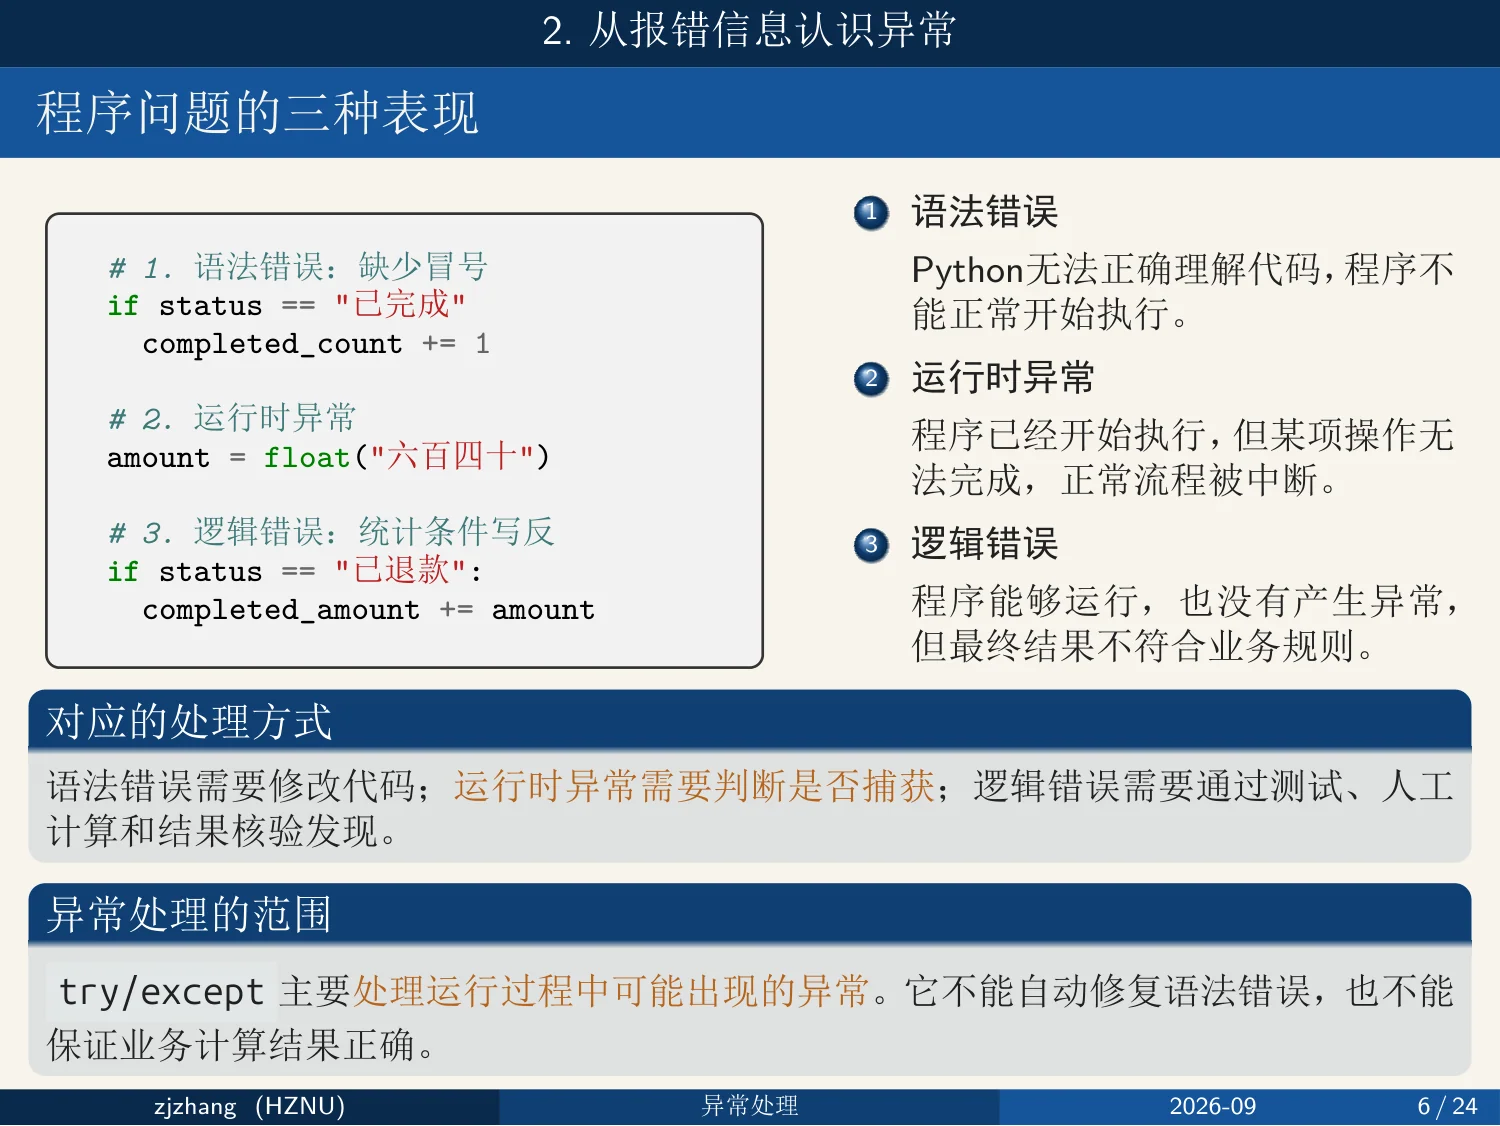 2. 从报错信息认识异常
程序问题的三种表现
# 1. 语法错误：缺少冒号
if status == "已完成"
  completed_count += 1
# 2. 运行时异常
amount = float("六百四十")
# 3. 逻辑错误：统计条件写反
if status == "已退款":
  completed_amount += amount
1 语法错误
Python无法正确理解代码，程序不
能正常开始执行。
2 运行时异常
程序已经开始执行，但某项操作无
法完成，正常流程被中断。
3 逻辑错误
程序能够运行，也没有产生异常，
但最终结果不符合业务规则。
对应的处理方式
语法错误需要修改代码；运行时异常需要判断是否捕获；逻辑错误需要通过测试、人工
计算和结果核验发现。
异常处理的范围
try/except 主要处理运行过程中可能出现的异常。它不能自动修复语法错误，也不能
保证业务计算结果正确。
zjzhang (HZNU) 异常处理 2026-09 6 / 24